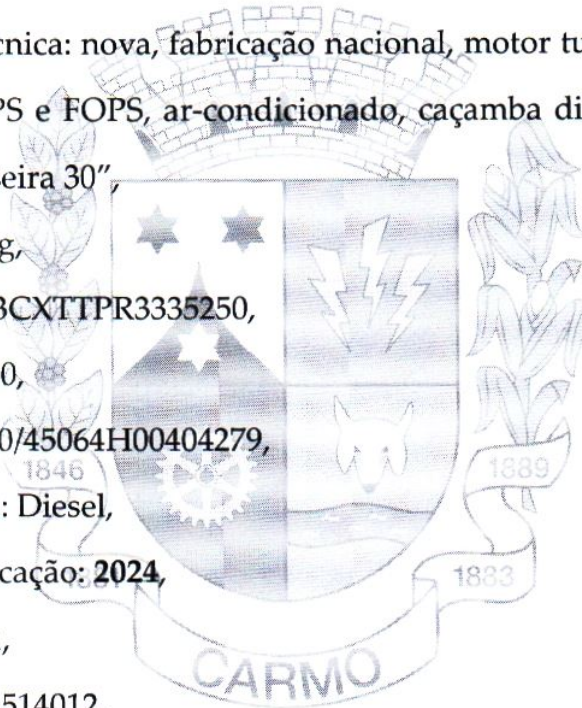 cnica: nova, fabricação nacional, motor tu
PS e FOPS, ar-condicionado, caçamba di
eira 30",
g,
BCXTTPR3335250,
0,
0/45064H00404279,
1846
1889
: Diesel,
cação: 2024,
1883
CARMO
514012